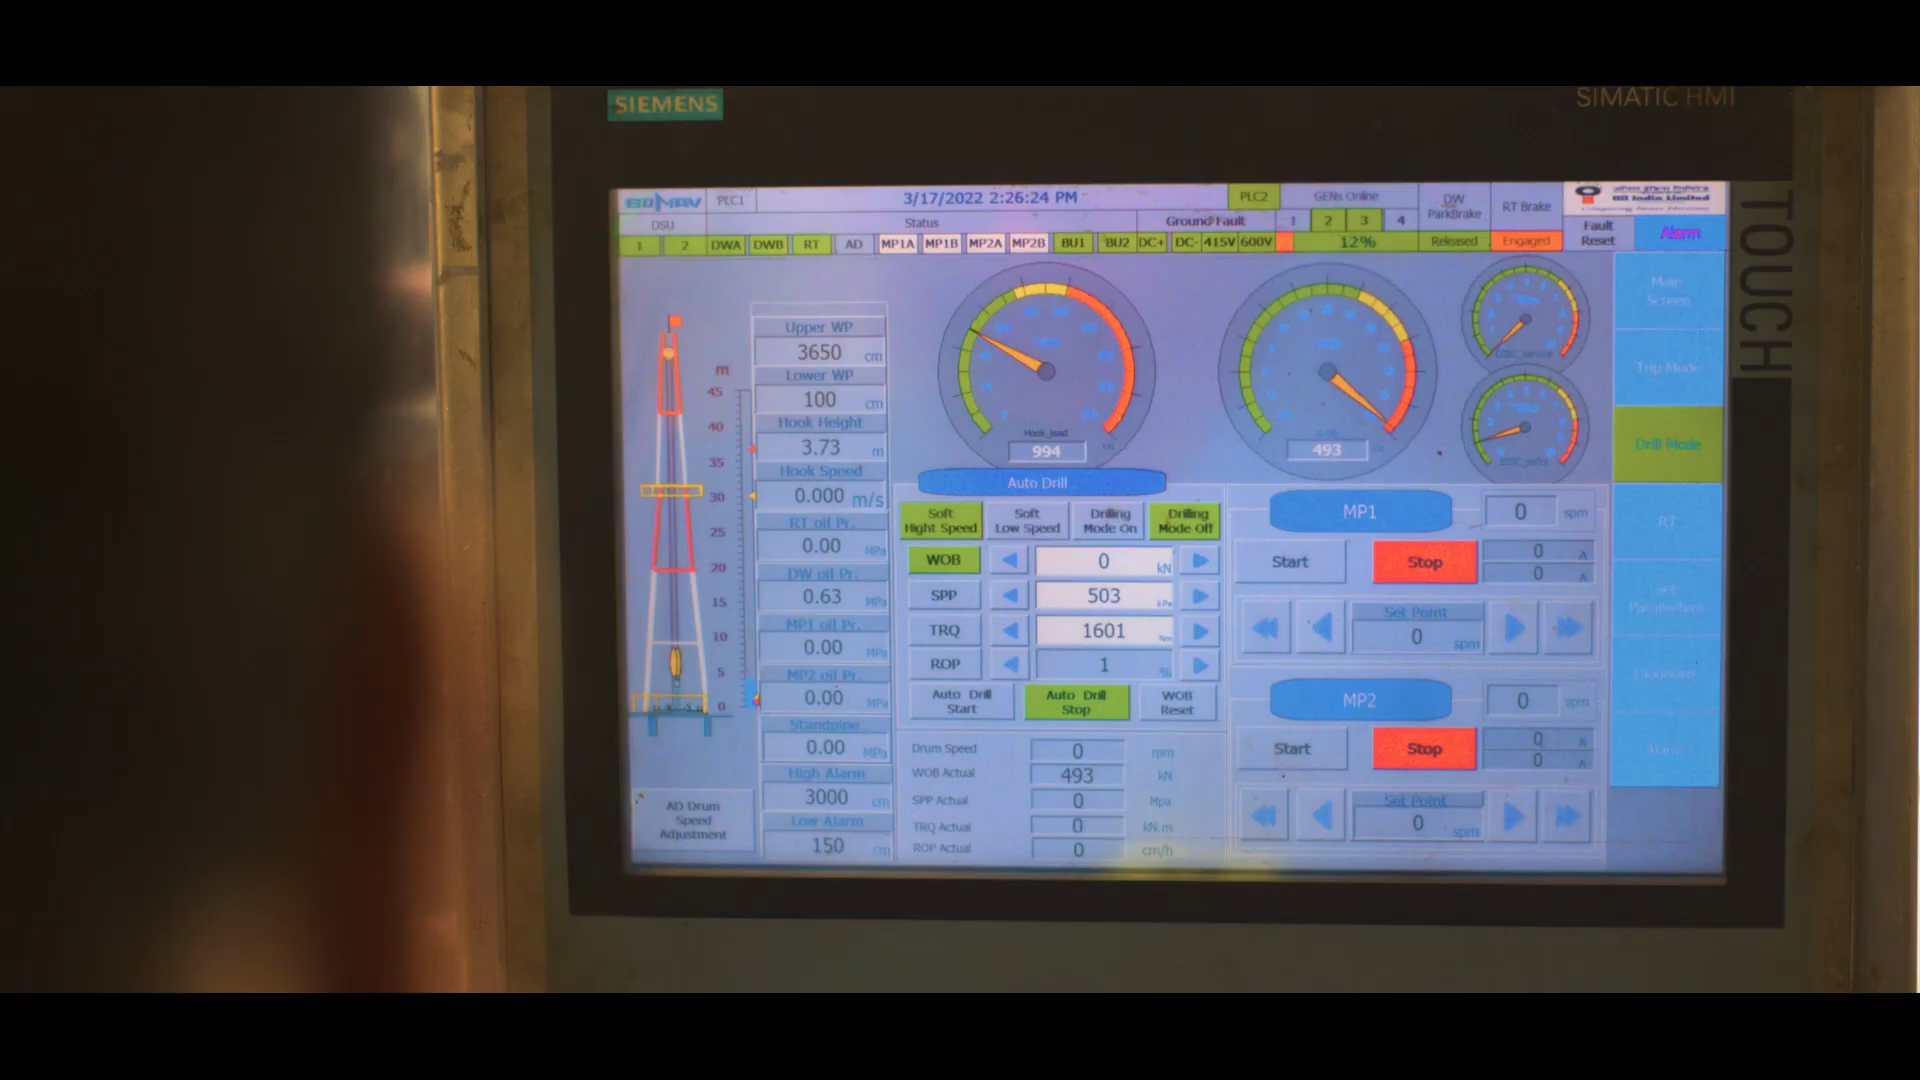 SIEMENS
SIMATIC HMI
TOUCH
BOMAV PLC1 3/17/2022 2:26:24 PM PLC2 GENs Online DW ParkBrake RT Brake
Oil India Limited
DSU Status Ground Fault 1 2 3 4 Fault Reset Alarm
1 2 DWA DWB RT AD MP1A MP1B MP2A MP2B BU1 BU2 DC+ DC- 415V 600V 12% Released Engaged
Main Screen
Trip Mode
Drill Mode
RT
Set Parameters
Alarm
m
45
40
35
30
25
20
15
10
5
0
AD Drum
Speed
Adjustment
Upper WP
3650 cm
Lower WP
100 cm
Hook Height
3.73 m
Hook Speed
0.000 m/s
RT oil Pr.
0.00 MPa
DW oil Pr.
0.63 MPa
MP1 oil Pr.
0.00 MPa
MP2 oil Pr.
0.00 MPa
Standpipe
0.00 MPa
High Alarm
3000 cm
Low Alarm
150 cm
Hook_load
994 kN
493
Auto Drill
Soft Hight Speed
Soft Low Speed
Drilling Mode On
Drilling Mode Off
WOB 0 kN
SPP 503 kPa
TRQ 1601 Nm
ROP 1 %
Auto Drill Start
Auto Drill Stop
WOB Reset
Drum Speed 0 rpm
WOB Actual 493 kN
SPP Actual 0 Mpa
TRQ Actual 0 kN.m
ROP Actual 0 cm/h
MP1 0 spm
Start Stop 0 A
0 A
Set Point
0 spm
MP2 0 spm
Start Stop 0 A
0 A
Set Point
0 spm